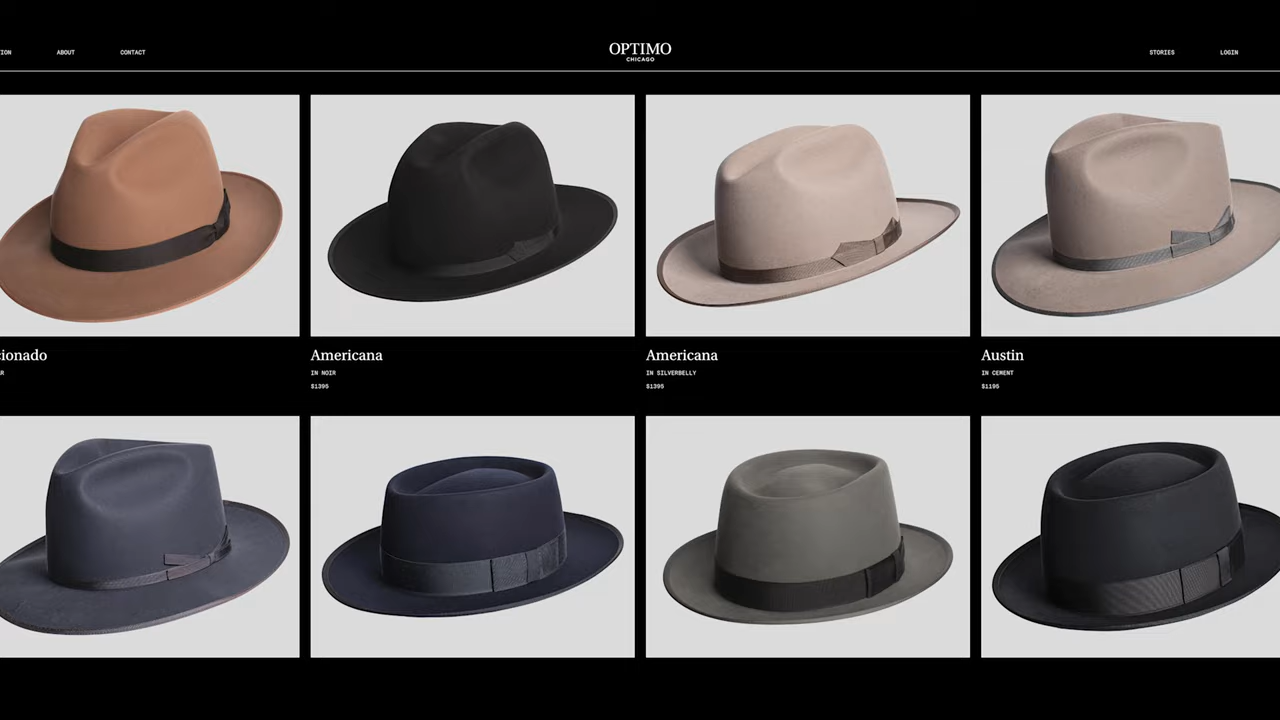 ABOUT
CONTACT
OPTIMO
CHICAGO
STORIES
LOGIN
Americana
IN NOIR
$1395
Americana
IN SILVERBELLY
$1395
Austin
IN CEMENT
$1195